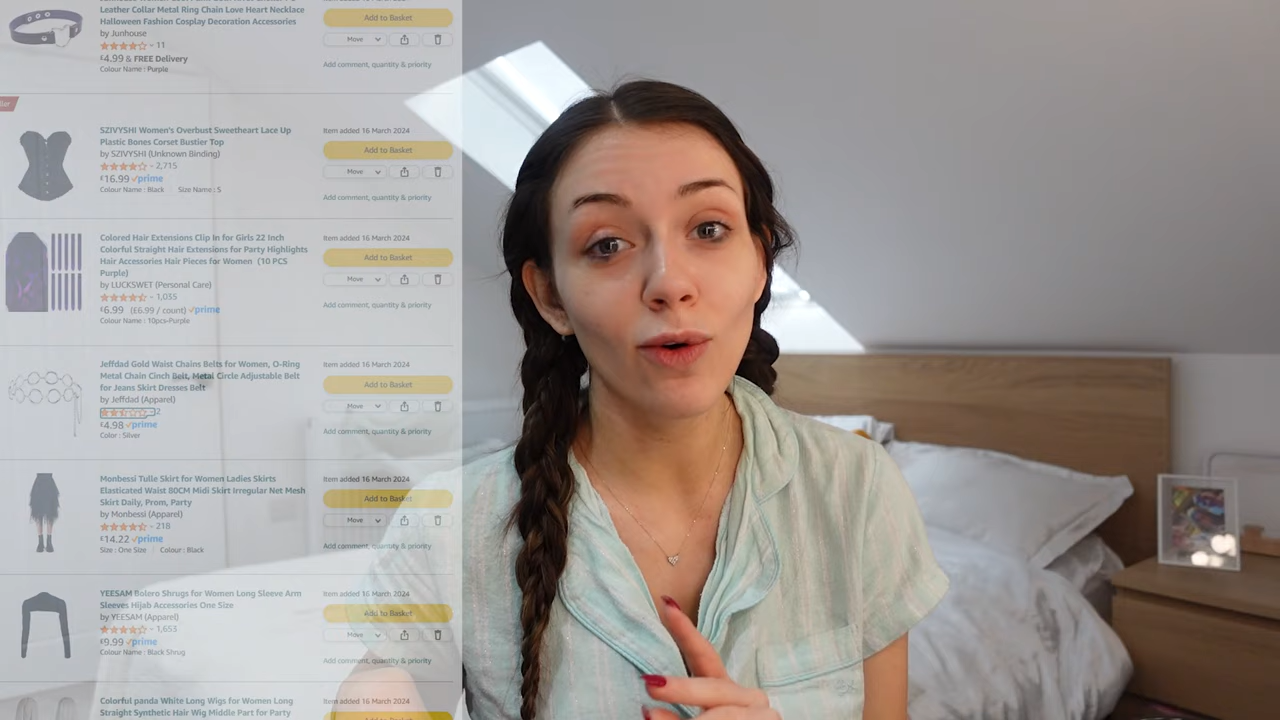 Leather Collar Metal Ring Chain Love Heart Necklace
Halloween Fashion Cosplay Decoration Accessories
by Junhouse
11
£4.99 & FREE Delivery
Colour Name : Purple
Add to Basket
Move
Add comment, quantity & priority
SZIVYSHI Women's Overbust Sweetheart Lace Up
Plastic Bones Corset Bustier Top
by SZIVYSHI (Unknown Binding)
2,715
£16.99 prime
Colour Name : Black Size Name : S
Item added 16 March 2024
Add to Basket
Move
Add comment, quantity & priority
Colored Hair Extensions Clip In for Girls 22 Inch
Colorful Straight Hair Extensions for Party Highlights
Hair Accessories Hair Pieces for Women (10 PCS
Purple)
by LUCKSWET (Personal Care)
1,035
£6.99 (£6.99 / count) prime
Colour Name : 10pcs-Purple
Item added 16 March 2024
Add to Basket
Move
Add comment, quantity & priority
Jeffdad Gold Waist Chains Belts for Women, O-Ring
Metal Chain Cinch Belt, Metal Circle Adjustable Belt
for Jeans Skirt Dresses Belt
by Jeffdad (Apparel)
2
£4.98 prime
Color : Silver
Item added 16 March 2024
Add to Basket
Move
Add comment, quantity & priority
Monbessi Tulle Skirt for Women Ladies Skirts
Elasticated Waist 80CM Midi Skirt Irregular Net Mesh
Skirt Daily, Prom, Party
by Monbessi (Apparel)
218
£14.22 prime
Size : One Size Colour : Black
Item added 16 March 2024
Add to Basket
Move
Add comment, quantity & priority
YEESAM Bolero Shrugs for Women Long Sleeve Arm
Sleeves Hijab Accessories One Size
by YEESAM (Apparel)
1,653
£9.99 prime
Colour Name : Black Shrug
Item added 16 March 2024
Add to Basket
Move
Add comment, quantity & priority
Colorful panda White Long Wigs for Women Long
Straight Synthetic Hair Wig Middle Part for Party
Item added 16 March 2024